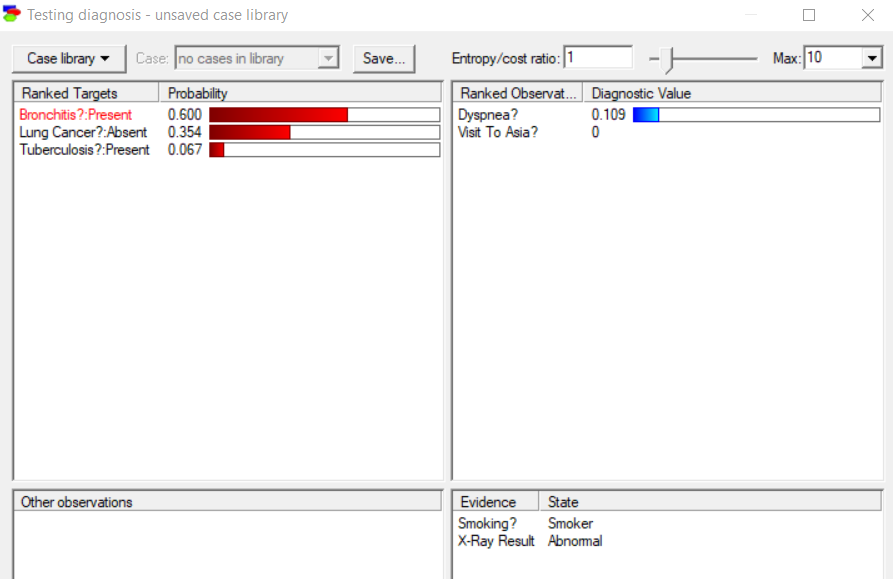 Testing diagnosis - unsaved case library
Case library Case: no cases in library Save... Entropy/cost ratio: 1 Max: 10
Ranked Targets Probability
Bronchitis?:Present 0.600
Lung Cancer?:Absent 0.354
Tuberculosis?:Present 0.067
Ranked Observat... Diagnostic Value
Dyspnea? 0.109
Visit To Asia? 0
Other observations
Evidence State
Smoking? Smoker
X-Ray Result Abnormal